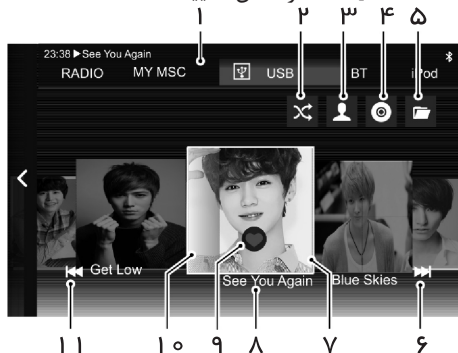 ۱ ۲ ۳ ۴ ۵
23:38 ▶ See You Again
RADIO MY MSC USB BT iPod
Get Low See You Again Blue Skies
۱۱ ۱۰ ۹ ۸ ۷ ۶